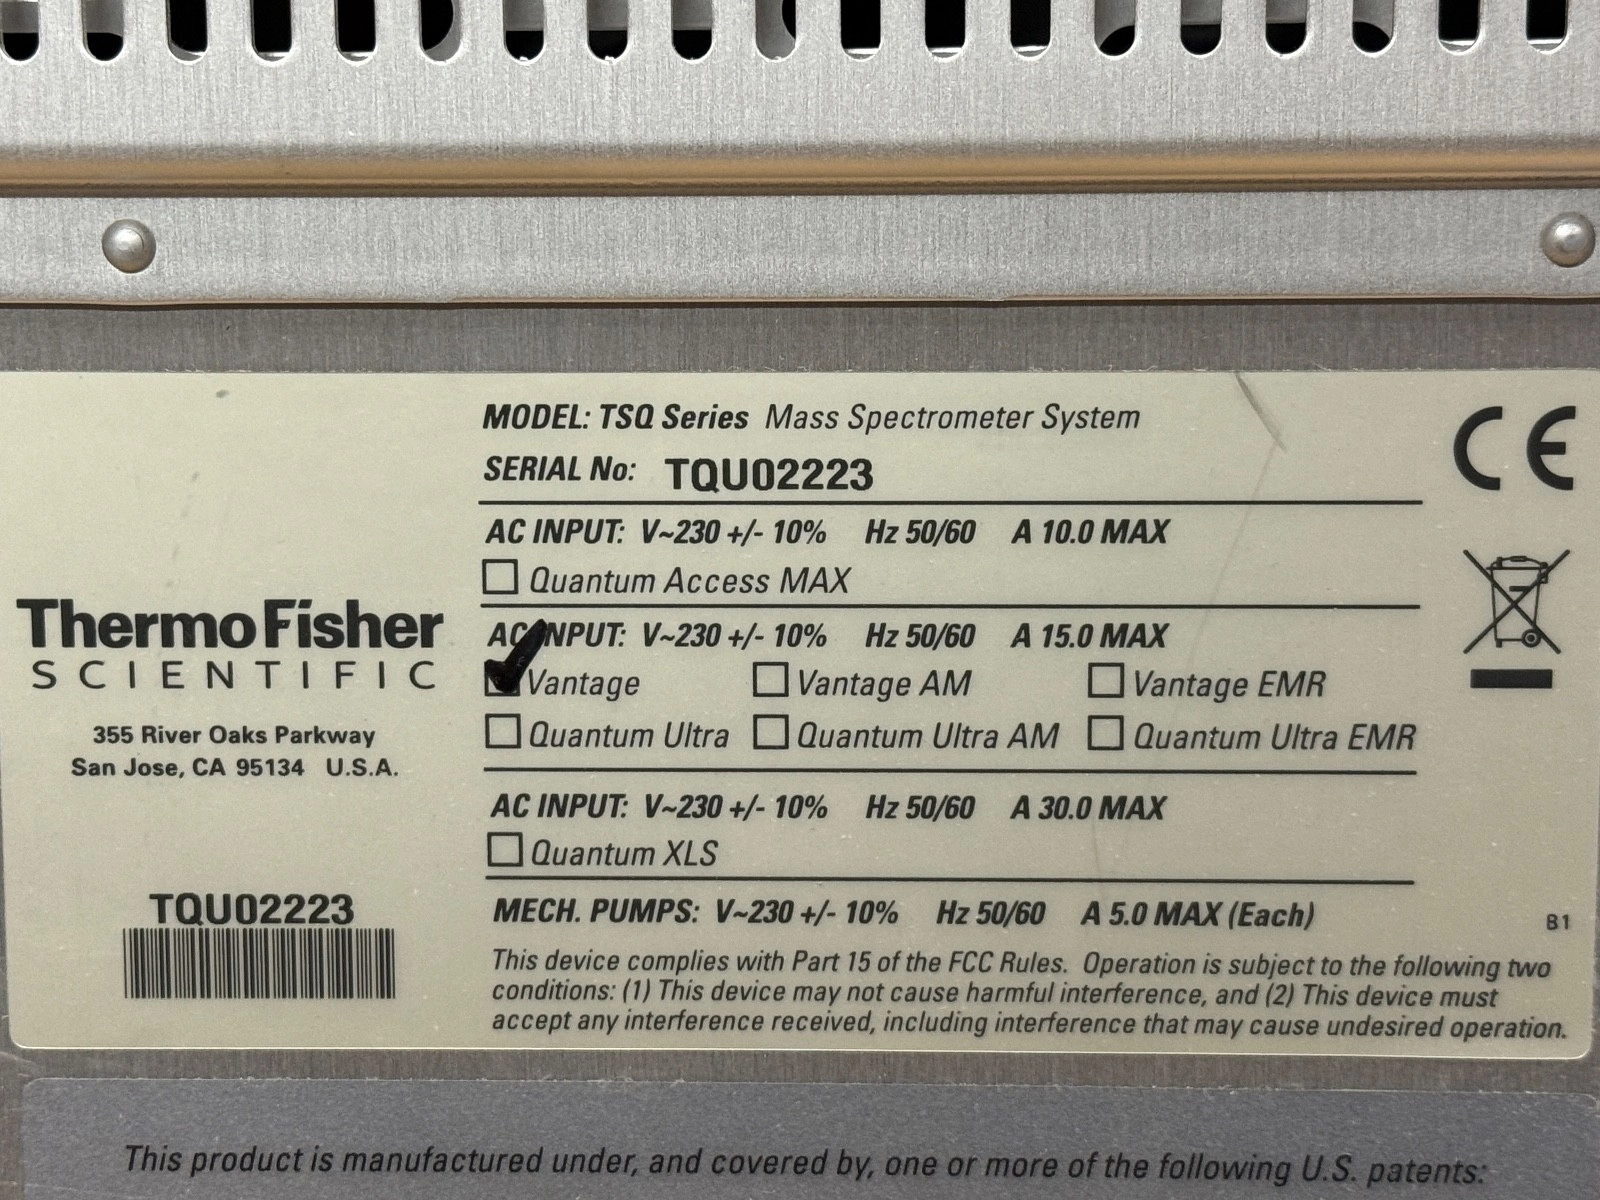 MODEL: TSQ Series Mass Spectrometer System
SERIAL No: TQU02223
AC INPUT: V~230 +/- 10% Hz 50/60 A 10.0 MAX
Quantum Access MAX
AC INPUT: V~230 +/- 10% Hz 50/60 A 15.0 MAX
Vantage Vantage AM Vantage EMR
Quantum Ultra Quantum Ultra AM Quantum Ultra EMR
AC INPUT: V~230 +/- 10% Hz 50/60 A 30.0 MAX
Quantum XLS
MECH. PUMPS: V~230 +/- 10% Hz 50/60 A 5.0 MAX (Each)
This device complies with Part 15 of the FCC Rules. Operation is subject to the following two
conditions: (1) This device may not cause harmful interference, and (2) This device must
accept any interference received, including interference that may cause undesired operation.
ThermoFisher
SCIENTIFIC
355 River Oaks Parkway
San Jose, CA 95134 U.S.A.
TQU02223
CE
B1
This product is manufactured under, and covered by, one or more of the following U.S. patents: